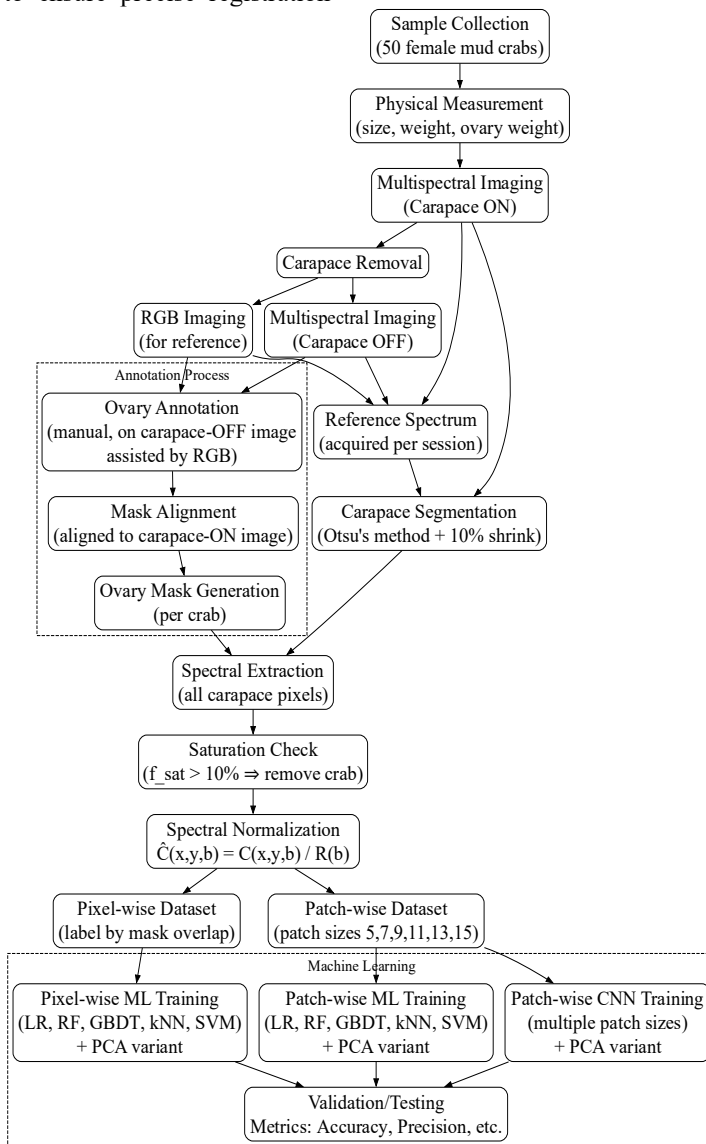 to ensure precise registration
Sample Collection
(50 female mud crabs)
Physical Measurement
(size, weight, ovary weight)
Multispectral Imaging
(Carapace ON)
Carapace Removal
RGB Imaging
(for reference)
Multispectral Imaging
(Carapace OFF)
Annotation Process
Ovary Annotation
(manual, on carapace-OFF image
assisted by RGB)
Reference Spectrum
(acquired per session)
Mask Alignment
(aligned to carapace-ON image)
Carapace Segmentation
(Otsu's method + 10% shrink)
Ovary Mask Generation
(per crab)
Spectral Extraction
(all carapace pixels)
Saturation Check
(f_sat > 10% ⇒ remove crab)
Spectral Normalization
Ĉ(x,y,b) = C(x,y,b) / R(b)
Pixel-wise Dataset
(label by mask overlap)
Patch-wise Dataset
(patch sizes 5,7,9,11,13,15)
Machine Learning
Pixel-wise ML Training
(LR, RF, GBDT, kNN, SVM)
+ PCA variant
Patch-wise ML Training
(LR, RF, GBDT, kNN, SVM)
+ PCA variant
Patch-wise CNN Training
(multiple patch sizes)
+ PCA variant
Validation/Testing
Metrics: Accuracy, Precision, etc.